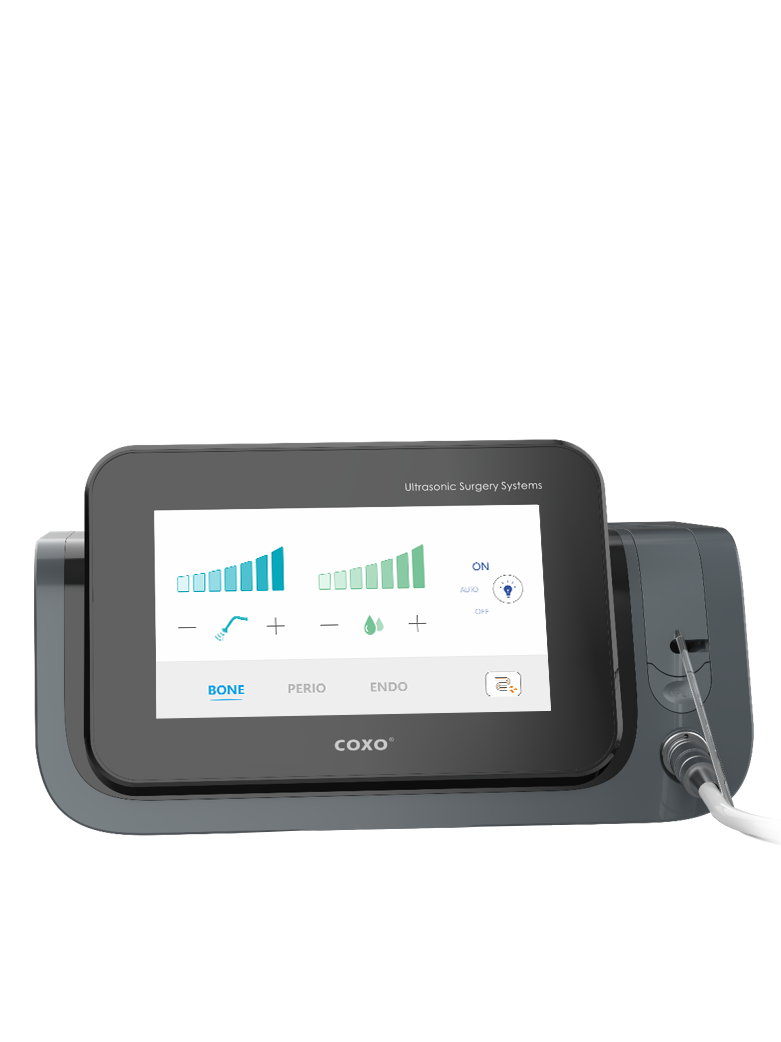 Ultrasonic Surgery Systems
ON
AUTO
OFF
BONE PERIO ENDO
COXO®